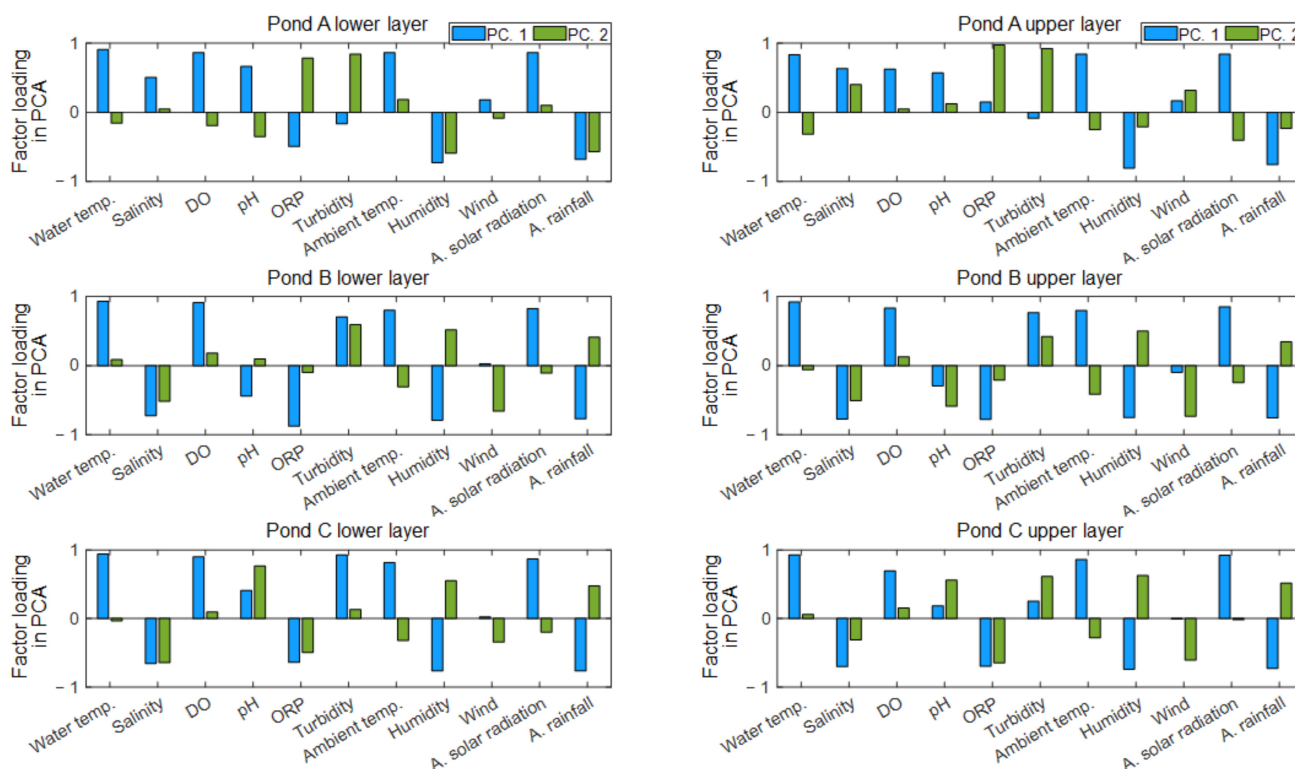 Pond A lower layer
PC. 1 PC. 2
Factor loading
in PCA
1
0
− 1
Water temp.
Salinity
DO
pH
ORP
Turbidity
Ambient temp.
Humidity
Wind
A. solar radiation
A. rainfall
Pond A upper layer
PC. 1 PC. 2
Factor loading
in PCA
1
0
− 1
Water temp.
Salinity
DO
pH
ORP
Turbidity
Ambient temp.
Humidity
Wind
A. solar radiation
A. rainfall
Pond B lower layer
Factor loading
in PCA
1
0
− 1
Water temp.
Salinity
DO
pH
ORP
Turbidity
Ambient temp.
Humidity
Wind
A. solar radiation
A. rainfall
Pond B upper layer
Factor loading
in PCA
1
0
− 1
Water temp.
Salinity
DO
pH
ORP
Turbidity
Ambient temp.
Humidity
Wind
A. solar radiation
A. rainfall
Pond C lower layer
Factor loading
in PCA
1
0
− 1
Water temp.
Salinity
DO
pH
ORP
Turbidity
Ambient temp.
Humidity
Wind
A. solar radiation
A. rainfall
Pond C upper layer
Factor loading
in PCA
1
0
− 1
Water temp.
Salinity
DO
pH
ORP
Turbidity
Ambient temp.
Humidity
Wind
A. solar radiation
A. rainfall